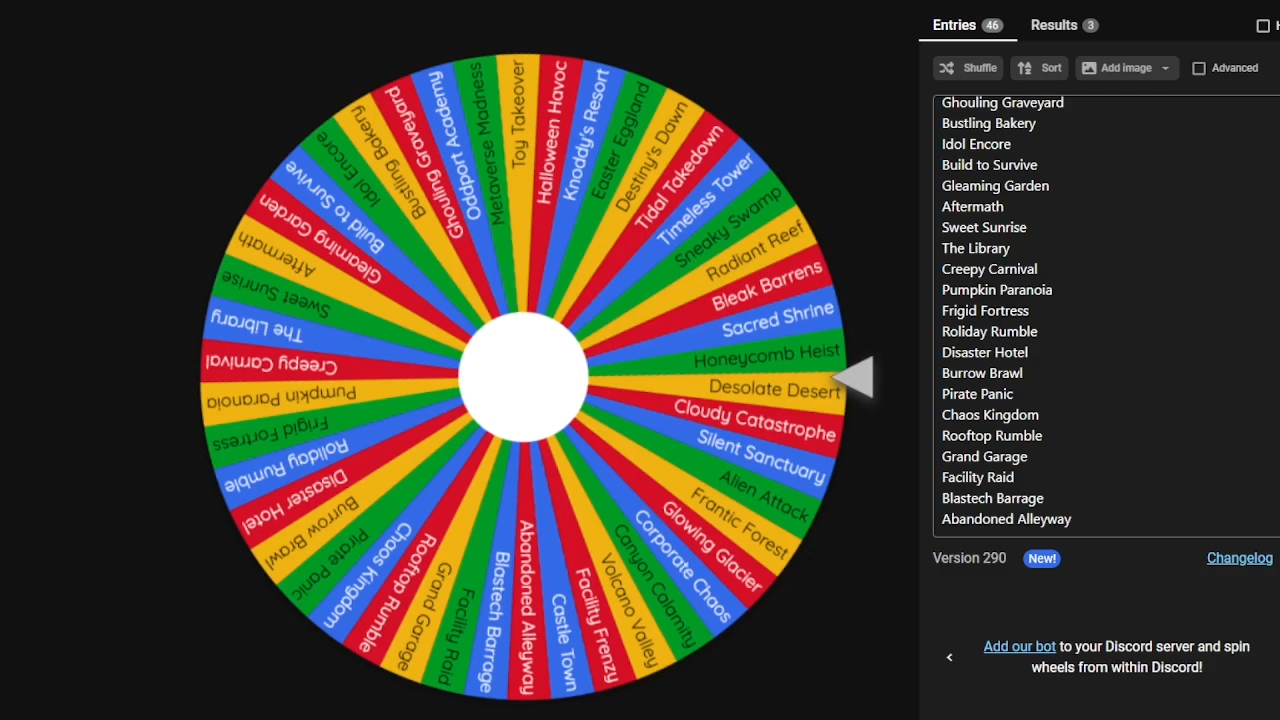 Toy Takeover
Halloween Havoc
Knoddy's Resort
Easter Eggland
Destiny's Dawn
Tidal Takedown
Timeless Tower
Sneaky Swamp
Radiant Reef
Bleak Barrens
Sacred Shrine
Honeycomb Heist
Desolate Desert
Cloudy Catastrophe
Silent Sanctuary
Alien Attack
Frantic Forest
Glowing Glacier
Corporate Chaos
Canyon Calamity
Volcano Valley
Facility Frenzy
Castle Town
Abandoned Alleyway
Blastech Barrage
Facility Raid
Grand Garage
Rooftop Rumble
Chaos Kingdom
Pirate Panic
Burrow Brawl
Disaster Hotel
Roliday Rumble
Frigid Fortress
Pumpkin Paranoia
Creepy Carnival
The Library
Sweet Sunrise
Aftermath
Gleaming Garden
Build to Survive
Idol Encore
Bustling Bakery
Ghouling Graveyard
Oddport Academy
Metaverse Madness
Entries 46 Results 3
Shuffle Sort Add image Advanced
Ghouling Graveyard
Bustling Bakery
Idol Encore
Build to Survive
Gleaming Garden
Aftermath
Sweet Sunrise
The Library
Creepy Carnival
Pumpkin Paranoia
Frigid Fortress
Roliday Rumble
Disaster Hotel
Burrow Brawl
Pirate Panic
Chaos Kingdom
Rooftop Rumble
Grand Garage
Facility Raid
Blastech Barrage
Abandoned Alleyway
Version 290 New! Changelog
Add our bot to your Discord server and spin
wheels from within Discord!